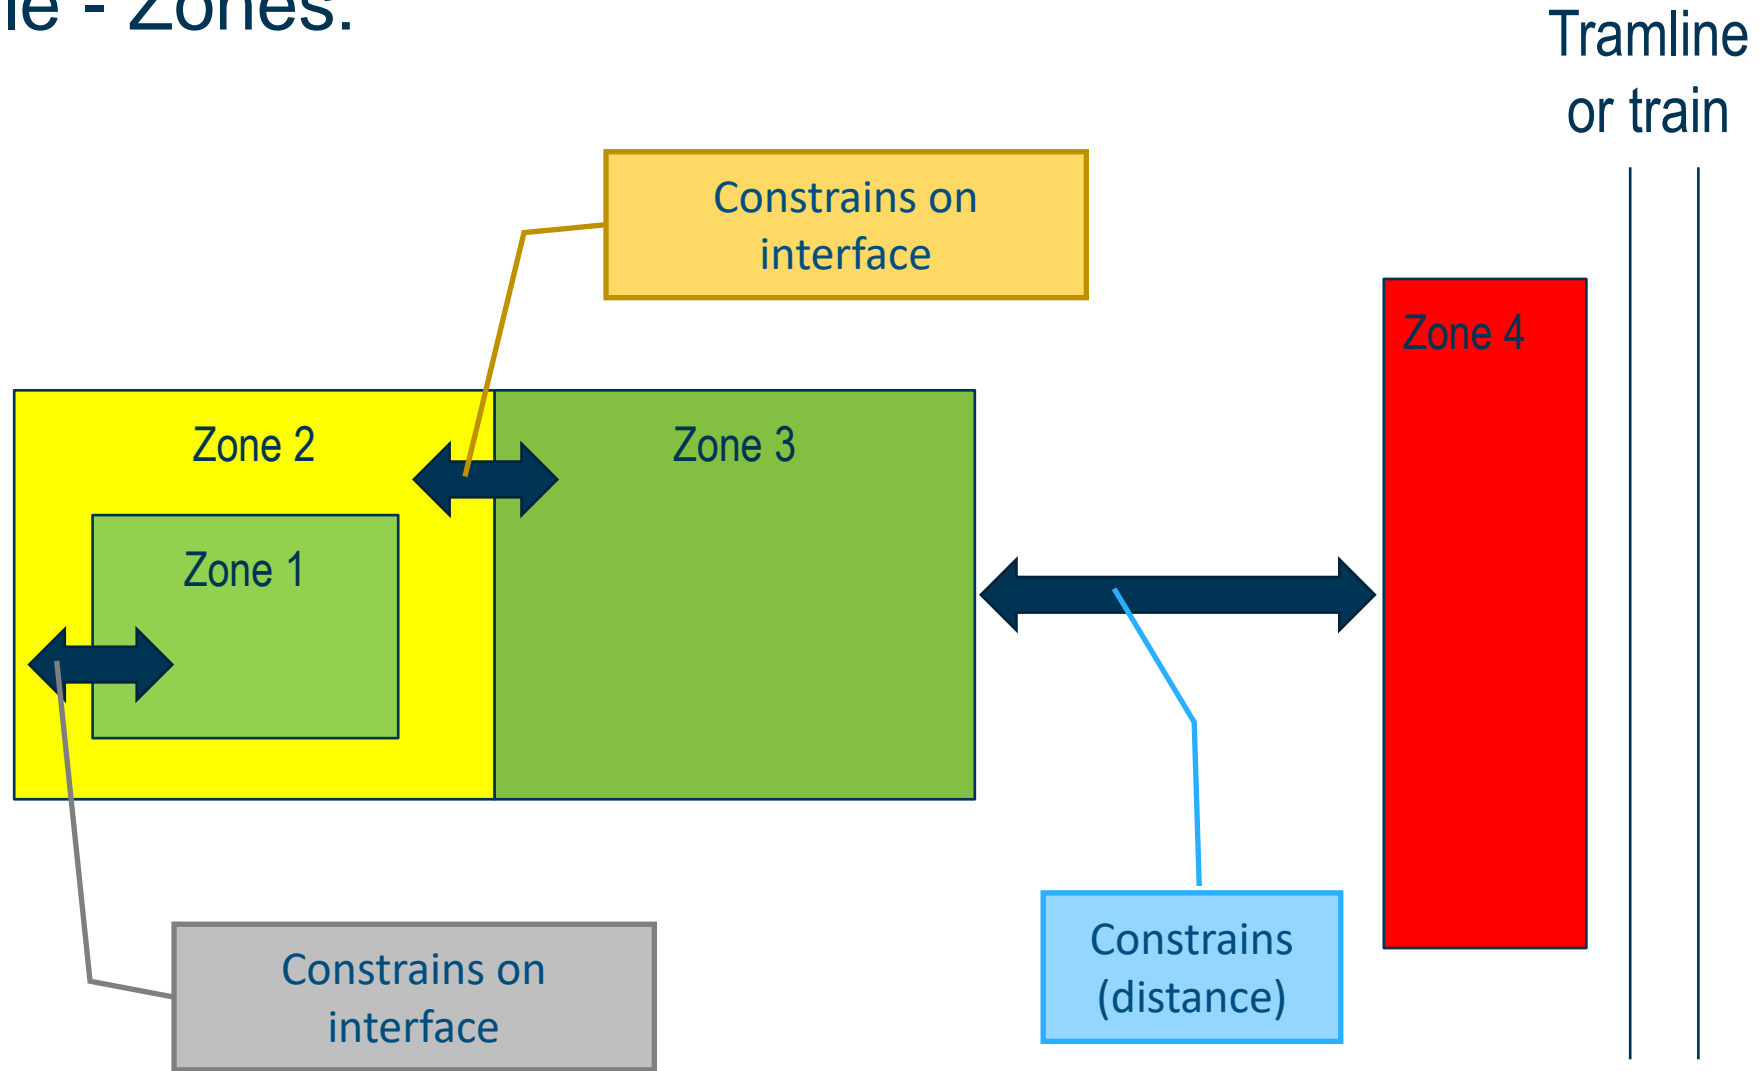 - Zones.
Tramline
or train
Constrains on
interface
Zone 4
Zone 2
Zone 3
Zone 1
Constrains
(distance)
Constrains on
interface